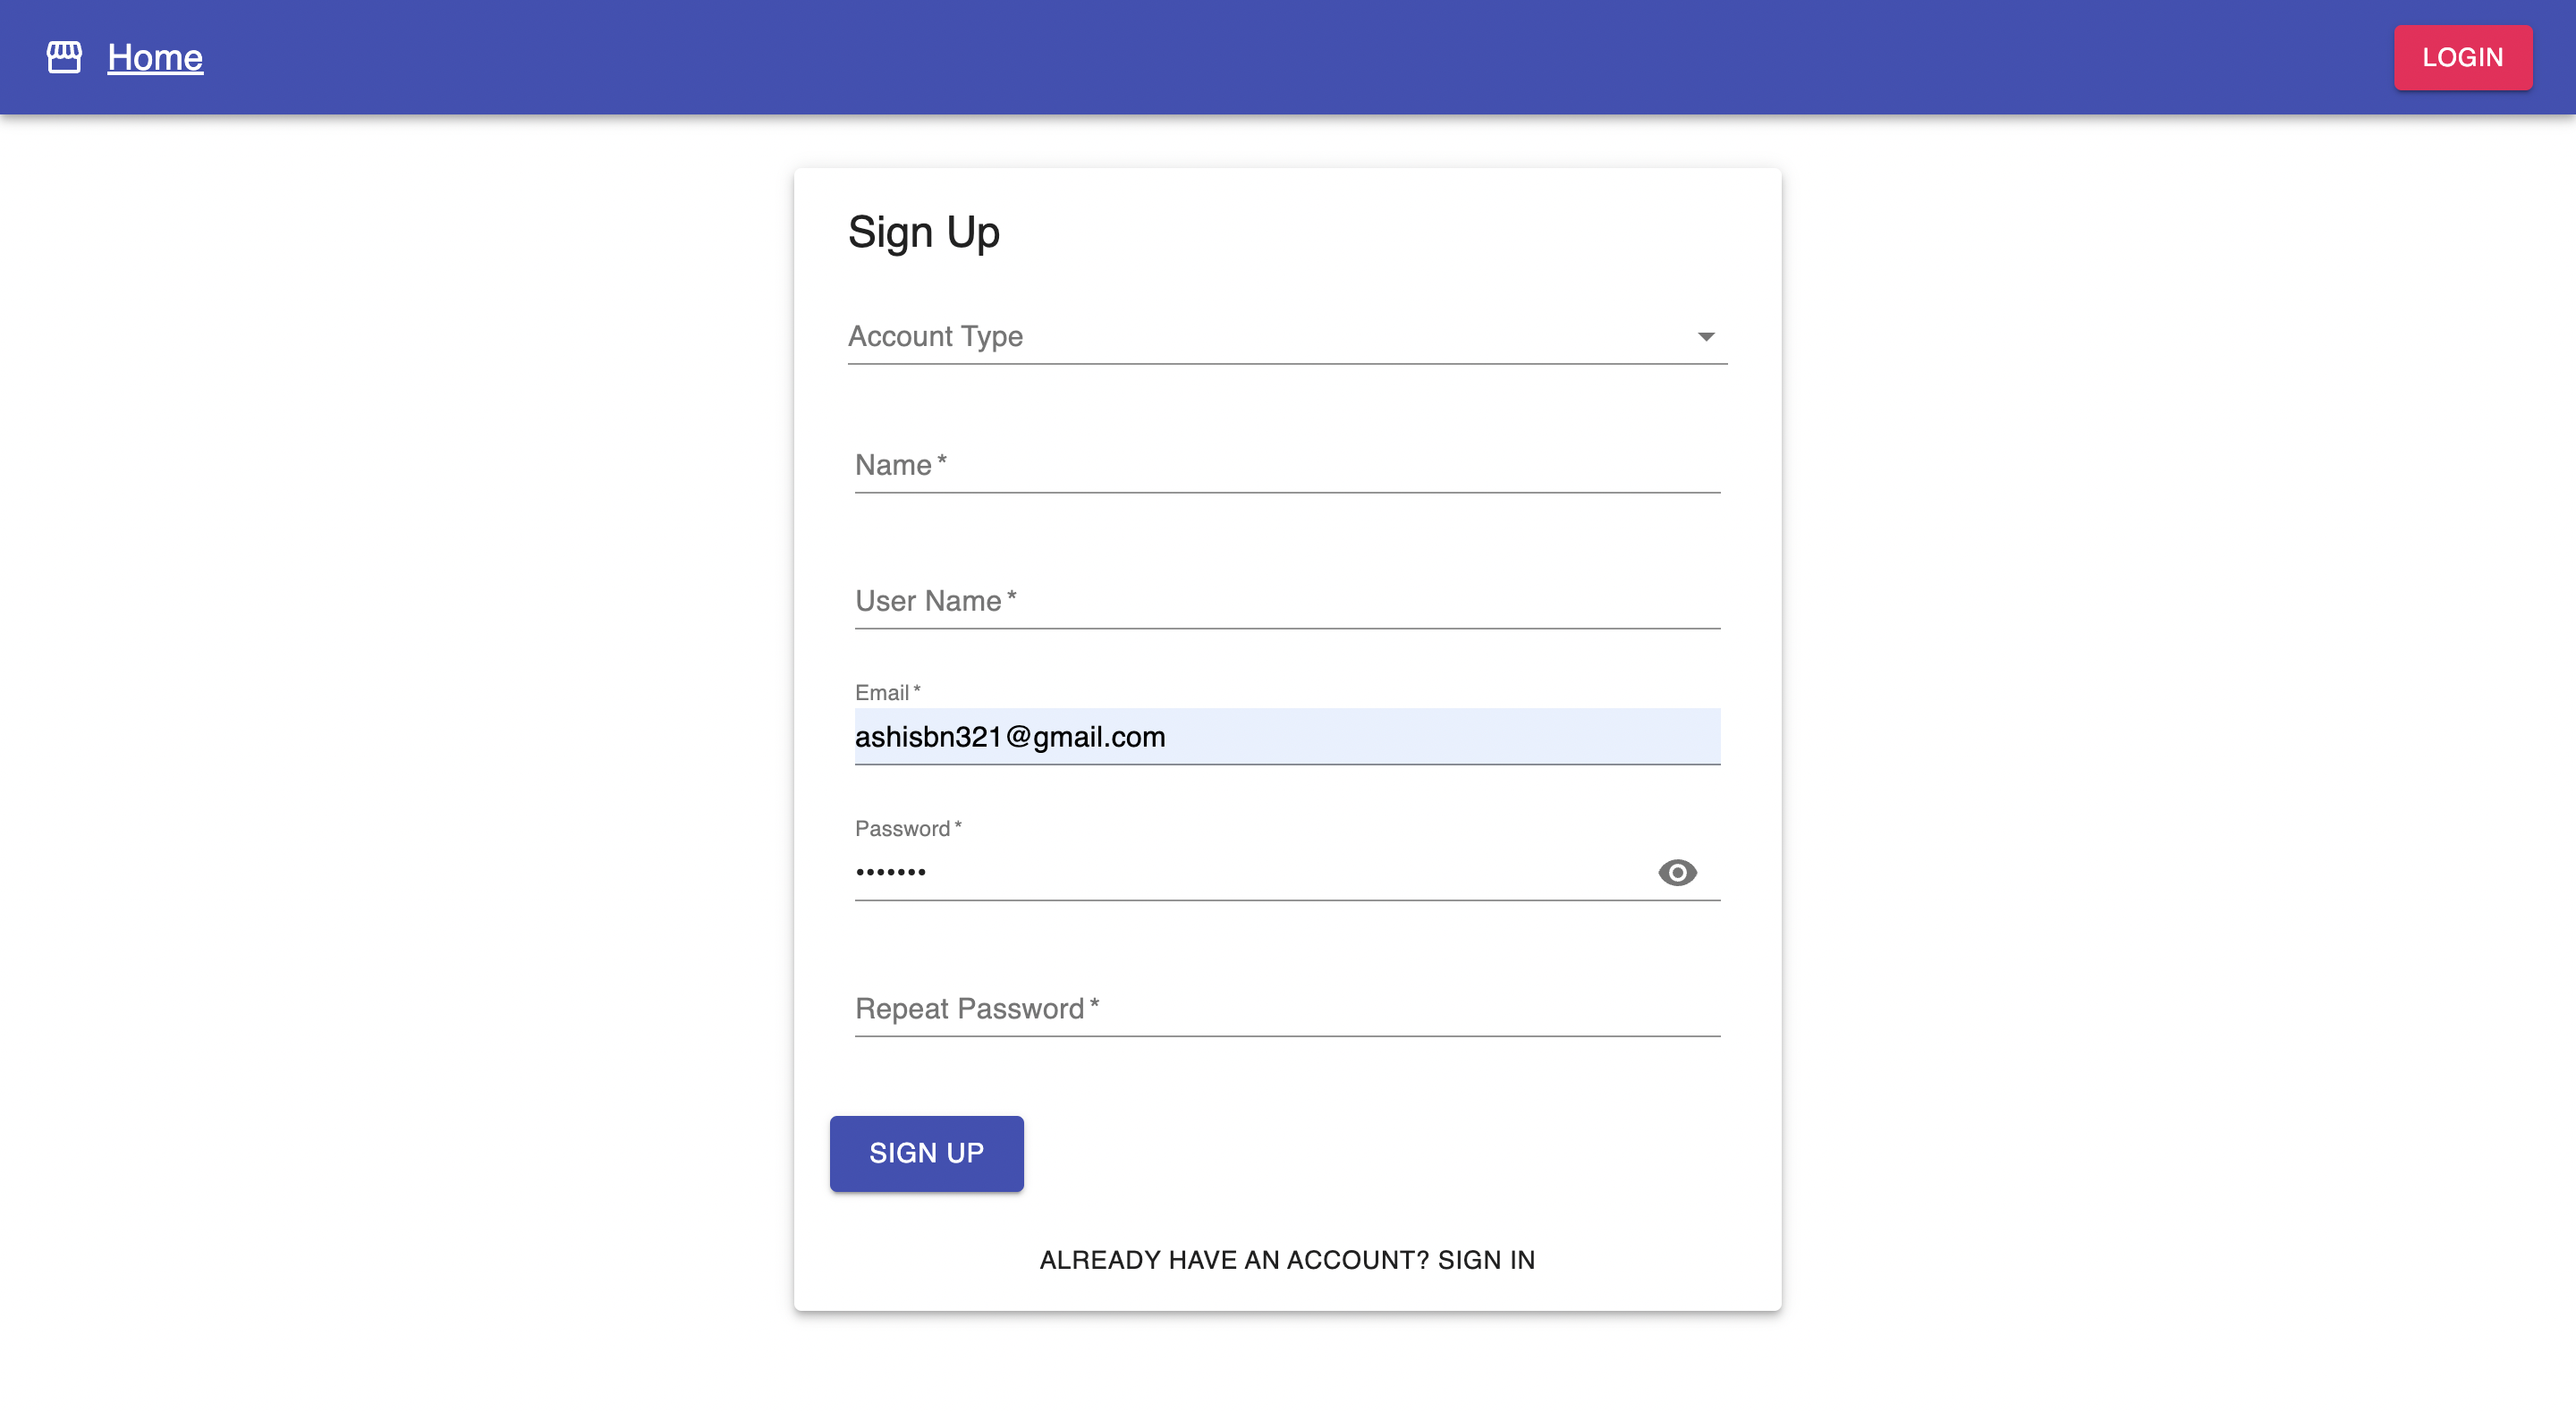 Home
LOGIN
Sign Up
Account Type
Name *
User Name *
Email *
ashisbn321@gmail.com
Password *
•••••••
Repeat Password *
SIGN UP
ALREADY HAVE AN ACCOUNT? SIGN IN